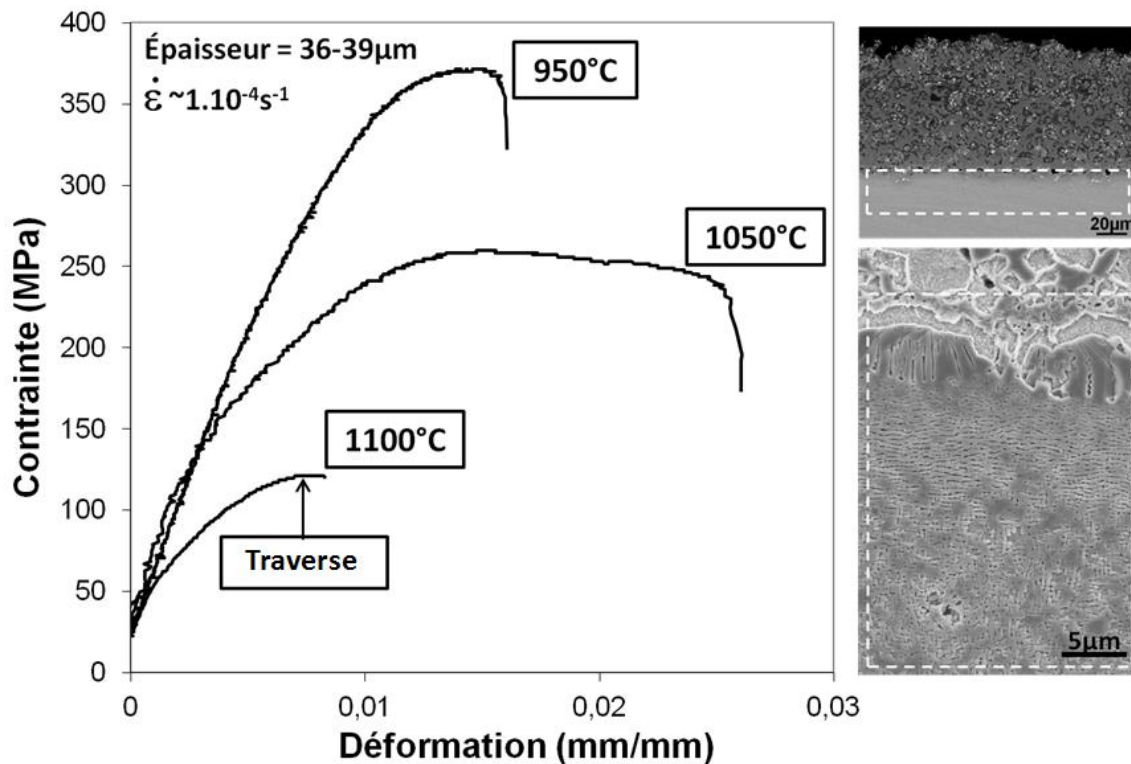 400
350
300
250
200
150
100
50
0
Contrainte (MPa)
Épaisseur = 36-39µm
ε̇ ~1.10⁻⁴s⁻¹
950°C
1050°C
1100°C
Traverse
0
0,01
0,02
0,03
Déformation (mm/mm)
20µm
5µm